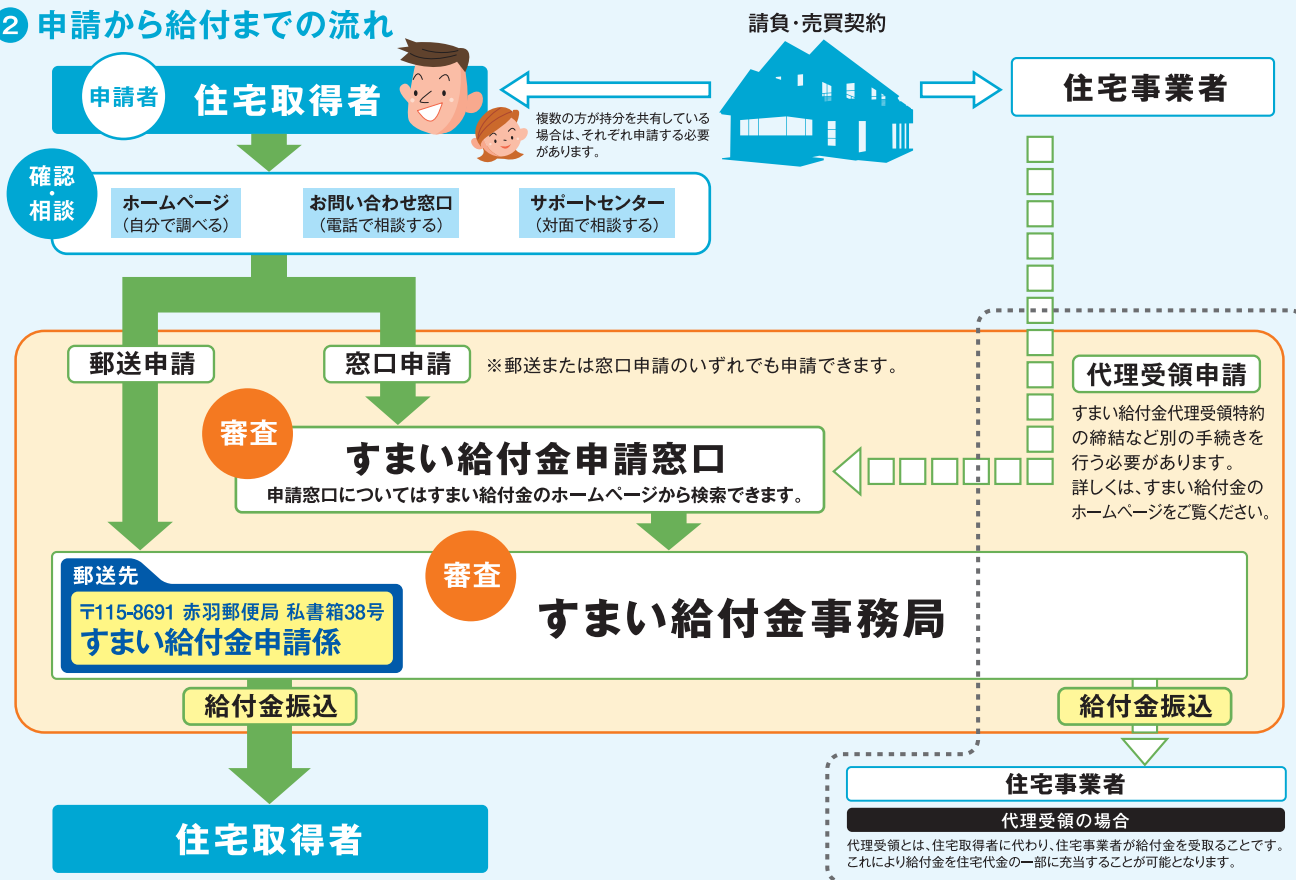 2 申請から給付までの流れ
請負・売買契約
申請者
住宅取得者
複数の方が持分を共有している
場合は、それぞれ申請する必要
があります。
住宅事業者
確認
・
相談
ホームページ
(自分で調べる)
お問い合わせ窓口
(電話で相談する)
サポートセンター
(対面で相談する)
郵送申請
窓口申請
※郵送または窓口申請のいずれでも申請できます。
代理受領申請
すまい給付金代理受領特約
の締結など別の手続きを
行う必要があります。
詳しくは、すまい給付金の
ホームページをご覧ください。
審査
すまい給付金申請窓口
申請窓口についてはすまい給付金のホームページから検索できます。
郵送先
〒115-8691 赤羽郵便局 私書箱38号
すまい給付金申請係
審査
すまい給付金事務局
給付金振込
給付金振込
住宅取得者
住宅事業者
代理受領の場合
代理受領とは、住宅取得者に代わり、住宅事業者が給付金を受取ることです。
これにより給付金を住宅代金の一部に充当することが可能となります。